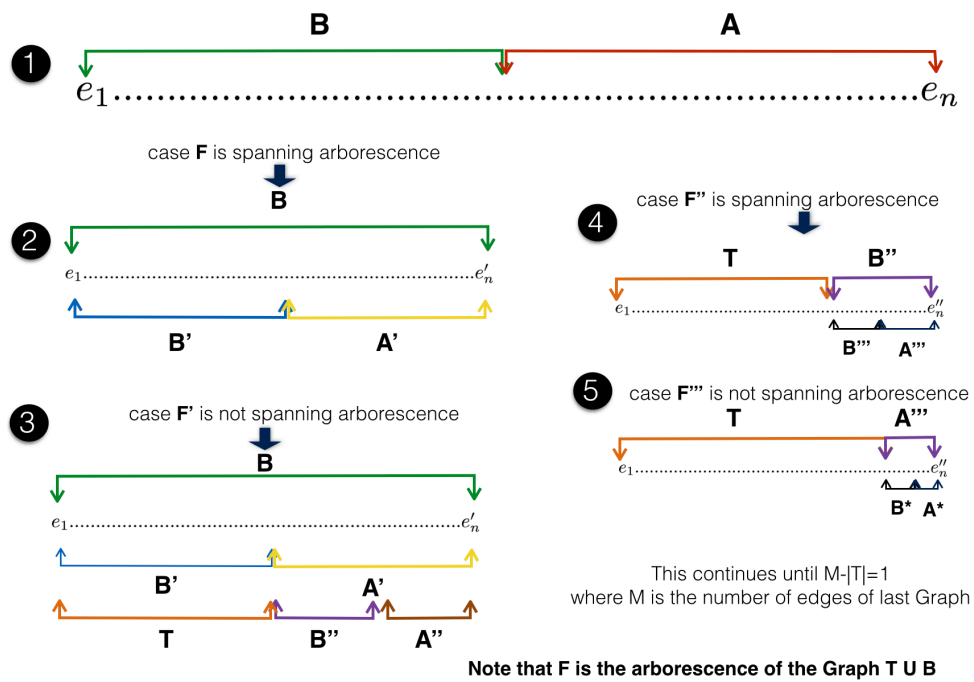 B A
1
e₁ eₙ
case F is spanning arborescence
B
2
e₁ e′ₙ
B' A'
3
case F' is not spanning arborescence
B
e₁ e′ₙ
B' A'
T B'' A''
4
case F'' is spanning arborescence
T B''
e₁ e″ₙ
B''' A'''
5
case F''' is not spanning arborescence
T A'''
e₁ e″ₙ
B* A*
This continues until M-|T|=1
where M is the number of edges of last Graph
Note that F is the arborescence of the Graph T U B